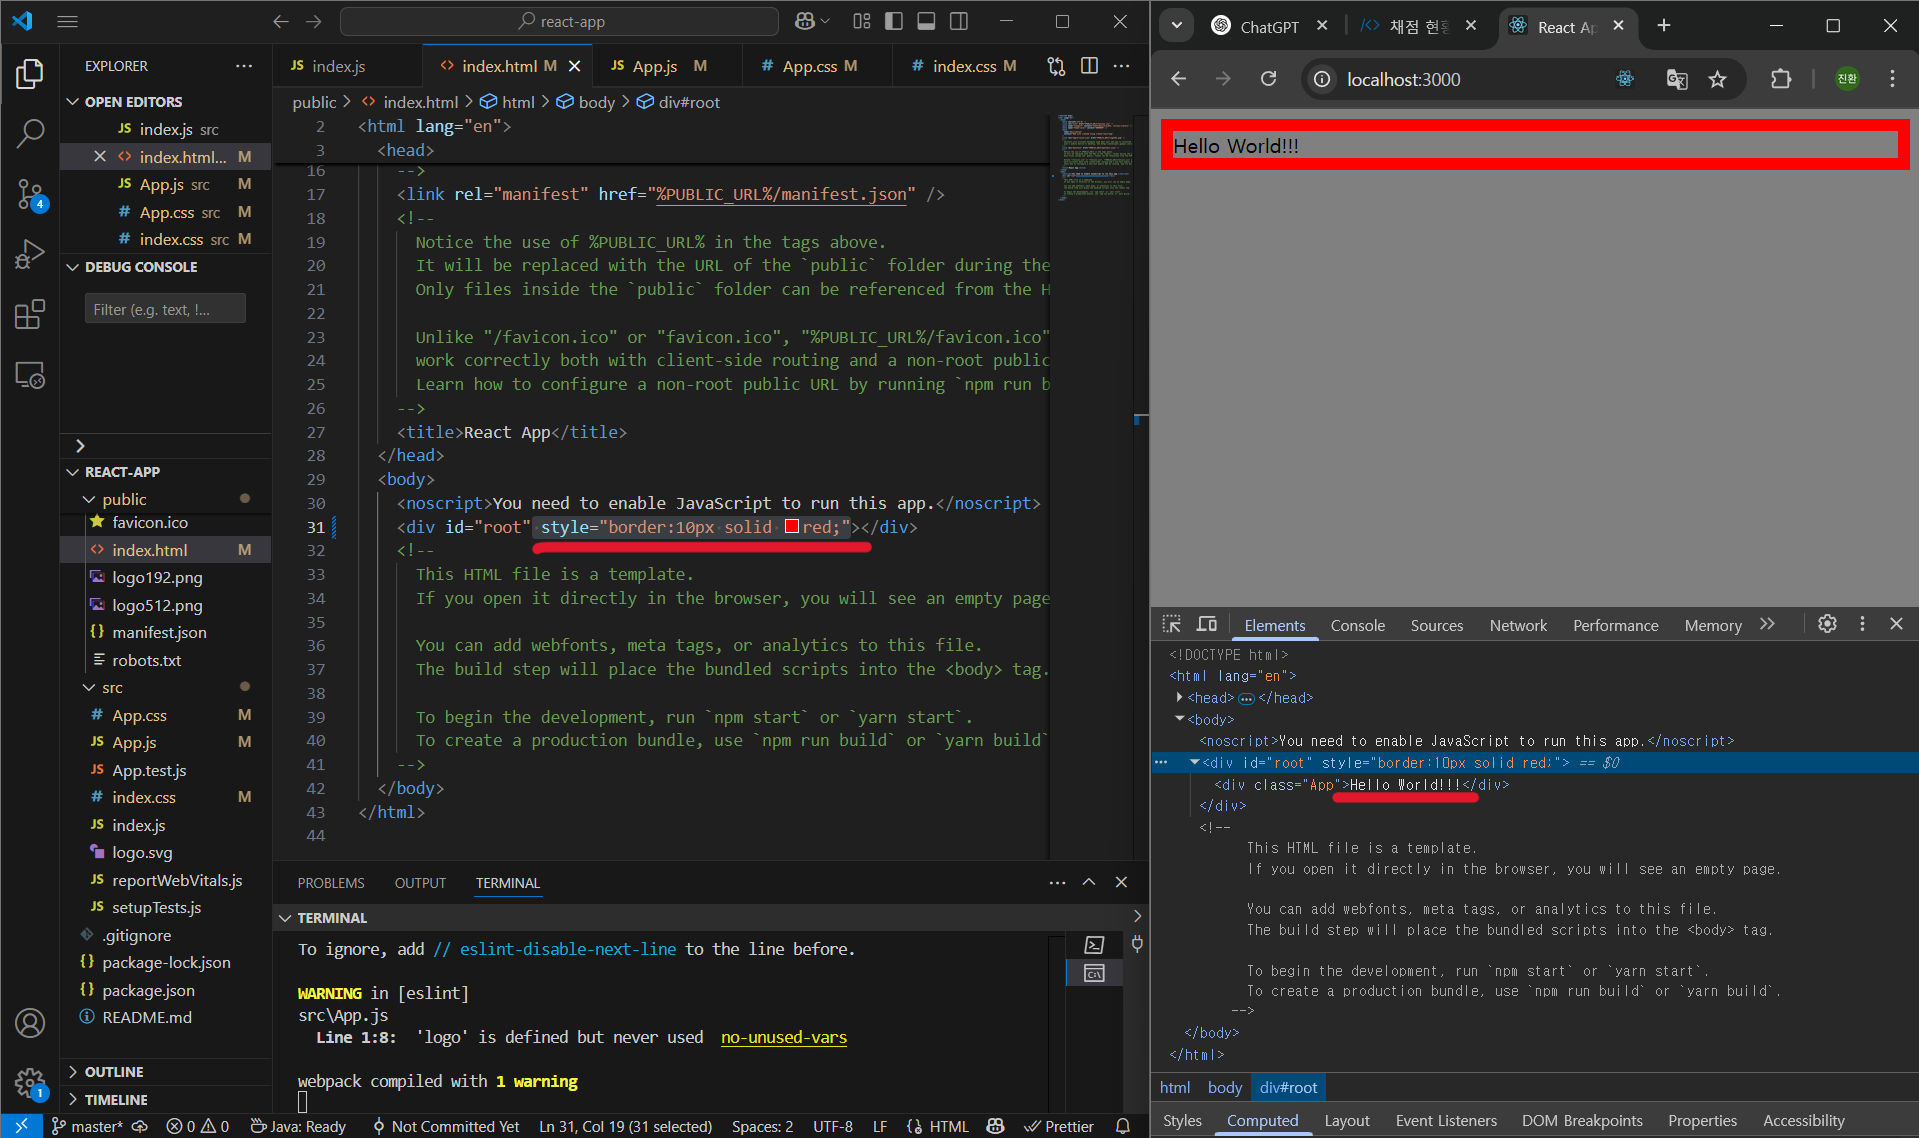 react-app
EXPLORER
OPEN EDITORS
JS index.js src
index.html... M
JS App.js src M
# App.css src M
# index.css src M
DEBUG CONSOLE
Filter (e.g. text, !...
REACT-APP
public
favicon.ico
index.html M
logo192.png
logo512.png
{} manifest.json
robots.txt
src
# App.css M
JS App.js M
JS App.test.js
# index.css M
JS index.js
logo.svg
JS reportWebVitals.js
JS setupTests.js
.gitignore
{} package-lock.json
{} package.json
README.md
OUTLINE
TIMELINE
4
1
JS index.js
<> index.html M
JS App.js M
# App.css M
# index.css M
public > <> index.html > html > body > div#root
2 <html lang="en">
3 <head>
16 -->
17 <link rel="manifest" href="%PUBLIC_URL%/manifest.json" />
18 <!--
19 Notice the use of %PUBLIC_URL% in the tags above.
20 It will be replaced with the URL of the `public` folder during the
21 Only files inside the `public` folder can be referenced from the H
22
23 Unlike "/favicon.ico" or "favicon.ico", "%PUBLIC_URL%/favicon.ico"
24 work correctly both with client-side routing and a non-root public
25 Learn how to configure a non-root public URL by running `npm run b
26 -->
27 <title>React App</title>
28 </head>
29 <body>
30 <noscript>You need to enable JavaScript to run this app.</noscript>
31 <div id="root" style="border:10px solid red;"></div>
32 <!--
33 This HTML file is a template.
34 If you open it directly in the browser, you will see an empty page
35
36 You can add webfonts, meta tags, or analytics to this file.
37 The build step will place the bundled scripts into the <body> tag.
38
39 To begin the development, run `npm start` or `yarn start`.
40 To create a production bundle, use `npm run build` or `yarn build`
41 -->
42 </body>
43 </html>
44
PROBLEMS OUTPUT TERMINAL
TERMINAL
To ignore, add // eslint-disable-next-line to the line before.
WARNING in [eslint]
src\App.js
Line 1:8: 'logo' is defined but never used no-unused-vars
webpack compiled with 1 warning
master* 0 0 Java: Ready Not Committed Yet Ln 31, Col 19 (31 selected) Spaces: 2 UTF-8 LF {} HTML Prettier
ChatGPT
채점 현황
React Ap
localhost:3000
진환
Hello World!!!
Elements Console Sources Network Performance Memory
<!DOCTYPE html>
<html lang="en">
<head> </head>
<body>
<noscript>You need to enable JavaScript to run this app.</noscript>
<div id="root" style="border:10px solid red;"> == $0
<div class="App">Hello World!!!</div>
</div>
<!--
This HTML file is a template.
If you open it directly in the browser, you will see an empty page.
You can add webfonts, meta tags, or analytics to this file.
The build step will place the bundled scripts into the <body> tag.
To begin the development, run `npm start` or `yarn start`.
To create a production bundle, use `npm run build` or `yarn build`.
-->
</body>
</html>
html body div#root
Styles Computed Layout Event Listeners DOM Breakpoints Properties Accessibility